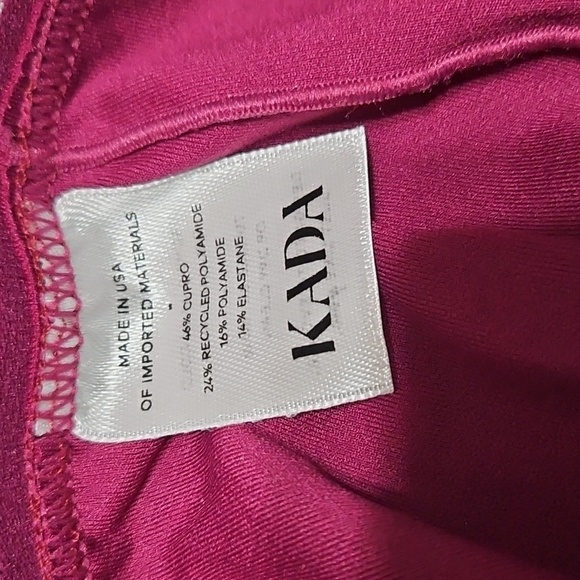 KADA
46% CUPRO
24% RECYCLED POLYAMIDE
16% POLYAMIDE
14% ELASTANE
MADE IN USA
OF IMPORTED MATERIALS